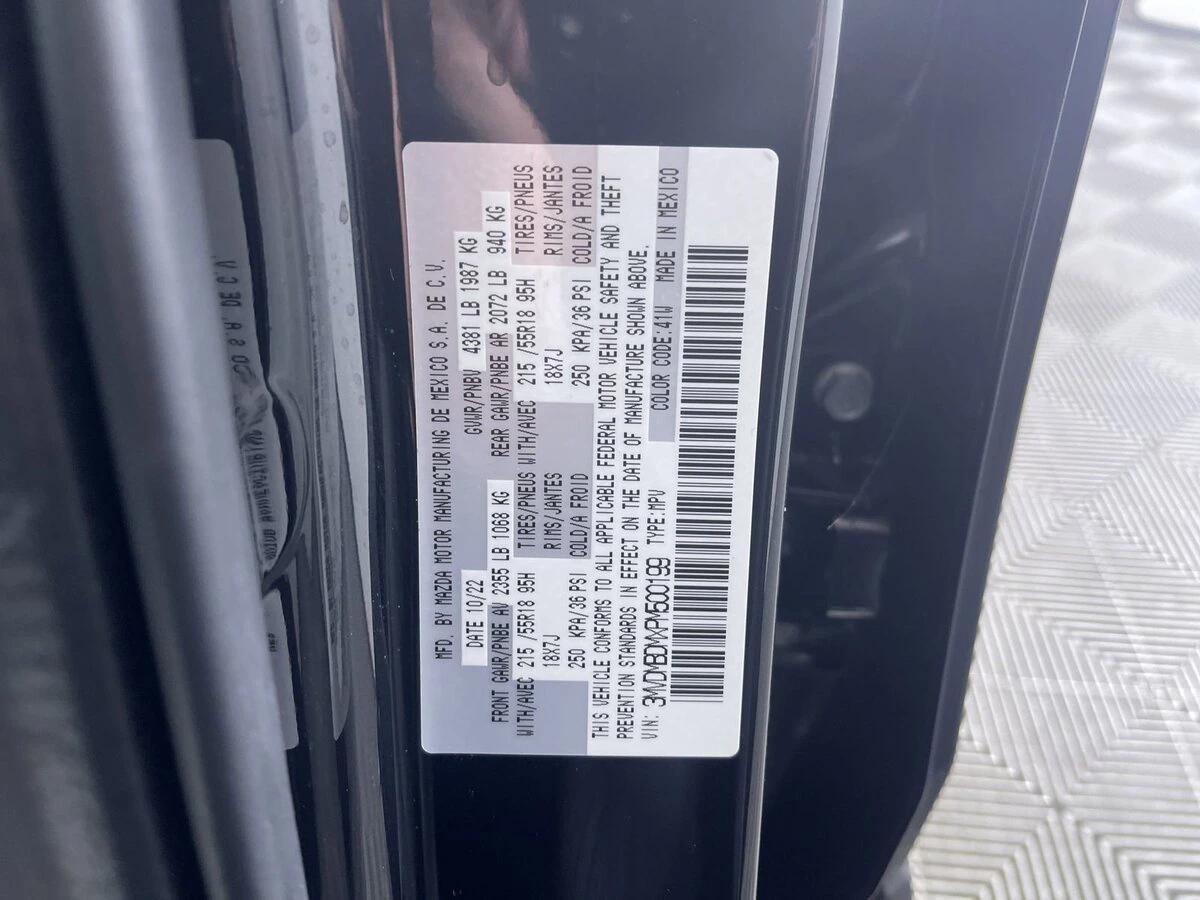 MFD. BY MAZDA MOTOR MANUFACTURING DE MEXICO S.A. DE C.V.
DATE 10/22 GVWR/PNBV 4381 LB 1987 KG
FRONT GAWR/PNBE AV 2355 LB 1068 KG REAR GAWR/PNBE AR 2072 LB 940 KG
WITH/AVEC 215 /55R18 95H TIRES/PNEUS WITH/AVEC 215 /55R18 95H TIRES/PNEUS
18X7J RIMS/JANTES 18X7J RIMS/JANTES
250 KPA/36 PSI COLD/A FROID 250 KPA/36 PSI COLD/A FROID
THIS VEHICLE CONFORMS TO ALL APPLICABLE FEDERAL MOTOR VEHICLE SAFETY AND THEFT
PREVENTION STANDARDS IN EFFECT ON THE DATE OF MANUFACTURE SHOWN ABOVE.
VIN: 3MVDMBDMXPM500199 TYPE:MPV COLOR CODE:41W MADE IN MEXICO